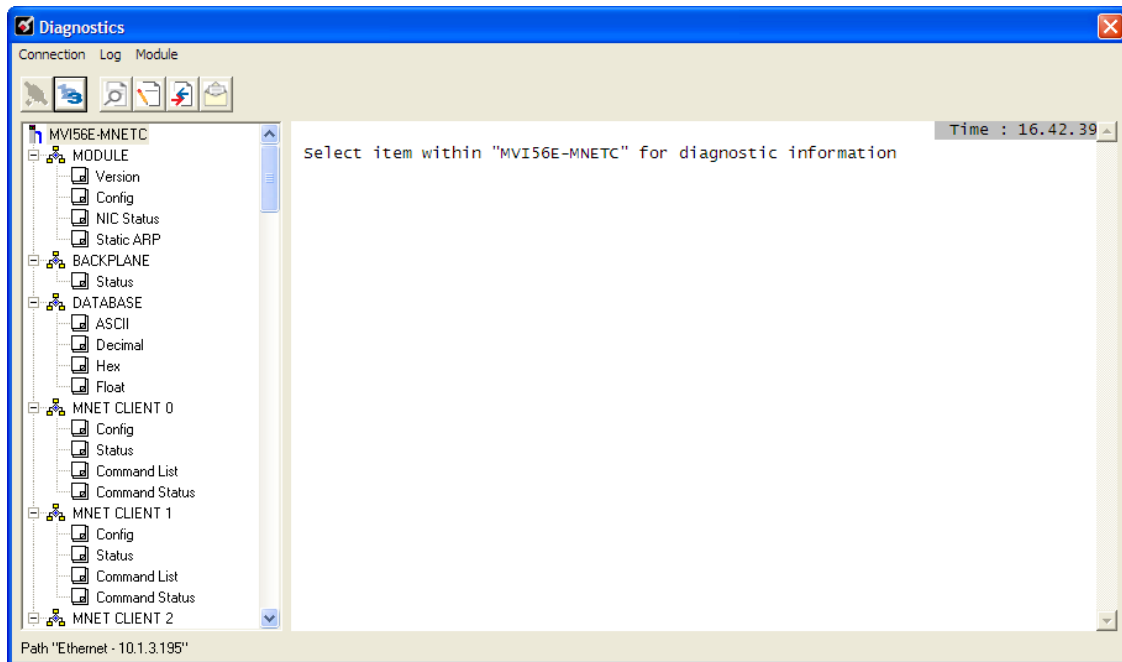 Diagnostics
Connection Log Module
MVI56E-MNETC
MODULE
Version
Config
NIC Status
Static ARP
BACKPLANE
Status
DATABASE
ASCII
Decimal
Hex
Float
MNET CLIENT 0
Config
Status
Command List
Command Status
MNET CLIENT 1
Config
Status
Command List
Command Status
MNET CLIENT 2
Time : 16.42.39
Select item within "MVI56E-MNETC" for diagnostic information
Path "Ethernet - 10.1.3.195"